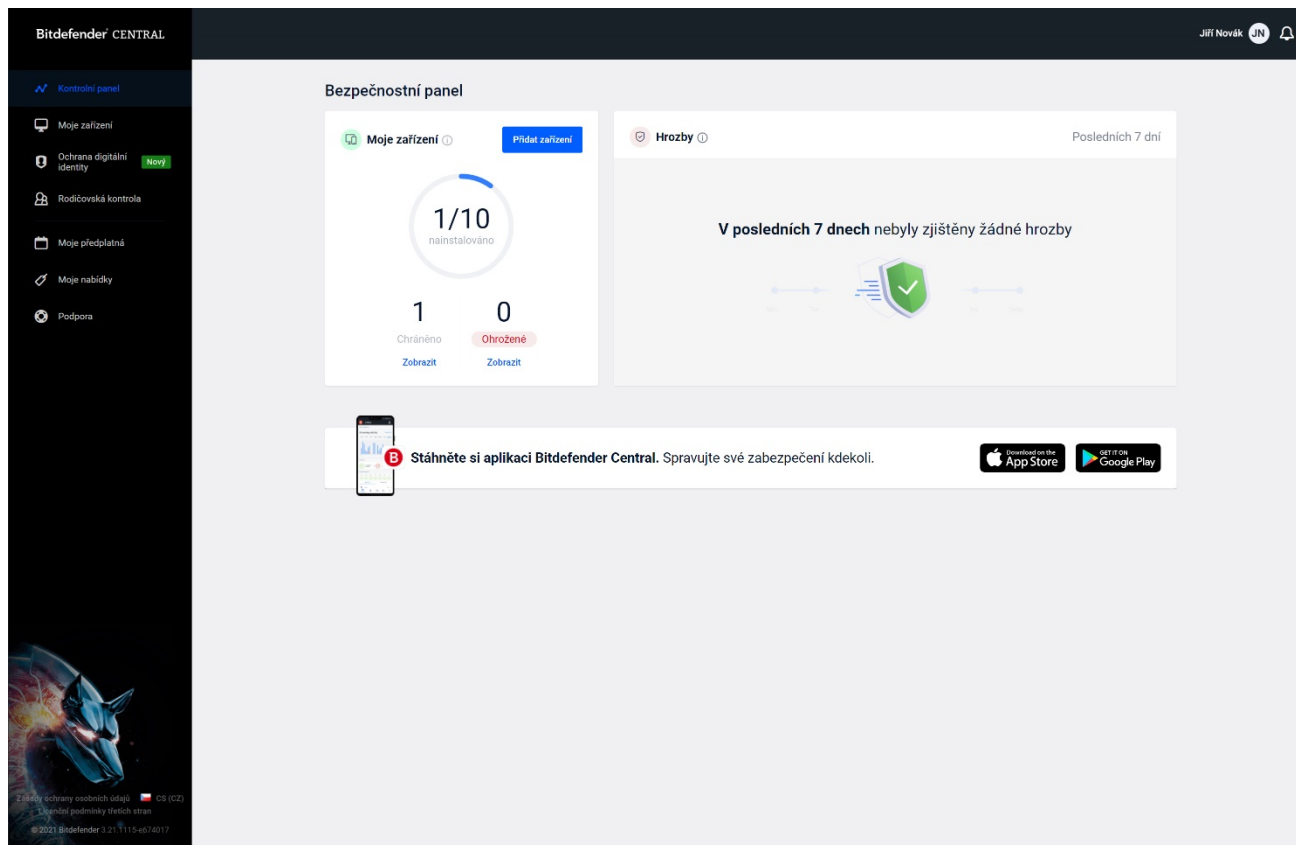 Bitdefender CENTRAL
Jiří Novák JN
Kontrolní panel
Moje zařízení
Ochrana digitální
identity
Nový
Rodičovská kontrola
Moje předplatná
Moje nabídky
Podpora
Zásady ochrany osobních údajů CS (CZ)
Licenční podmínky třetích stran
© 2021 Bitdefender 3.21.1115-e674017
Bezpečnostní panel
Moje zařízení
Přidat zařízení
1/10
nainstalováno
1
Chráněno
Zobrazit
0
Ohrožené
Zobrazit
Hrozby
Posledních 7 dní
V posledních 7 dnech nebyly zjištěny žádné hrozby
B
Stáhněte si aplikaci Bitdefender Central. Spravujte své zabezpečení kdekoli.
Download on the
App Store
GET IT ON
Google Play